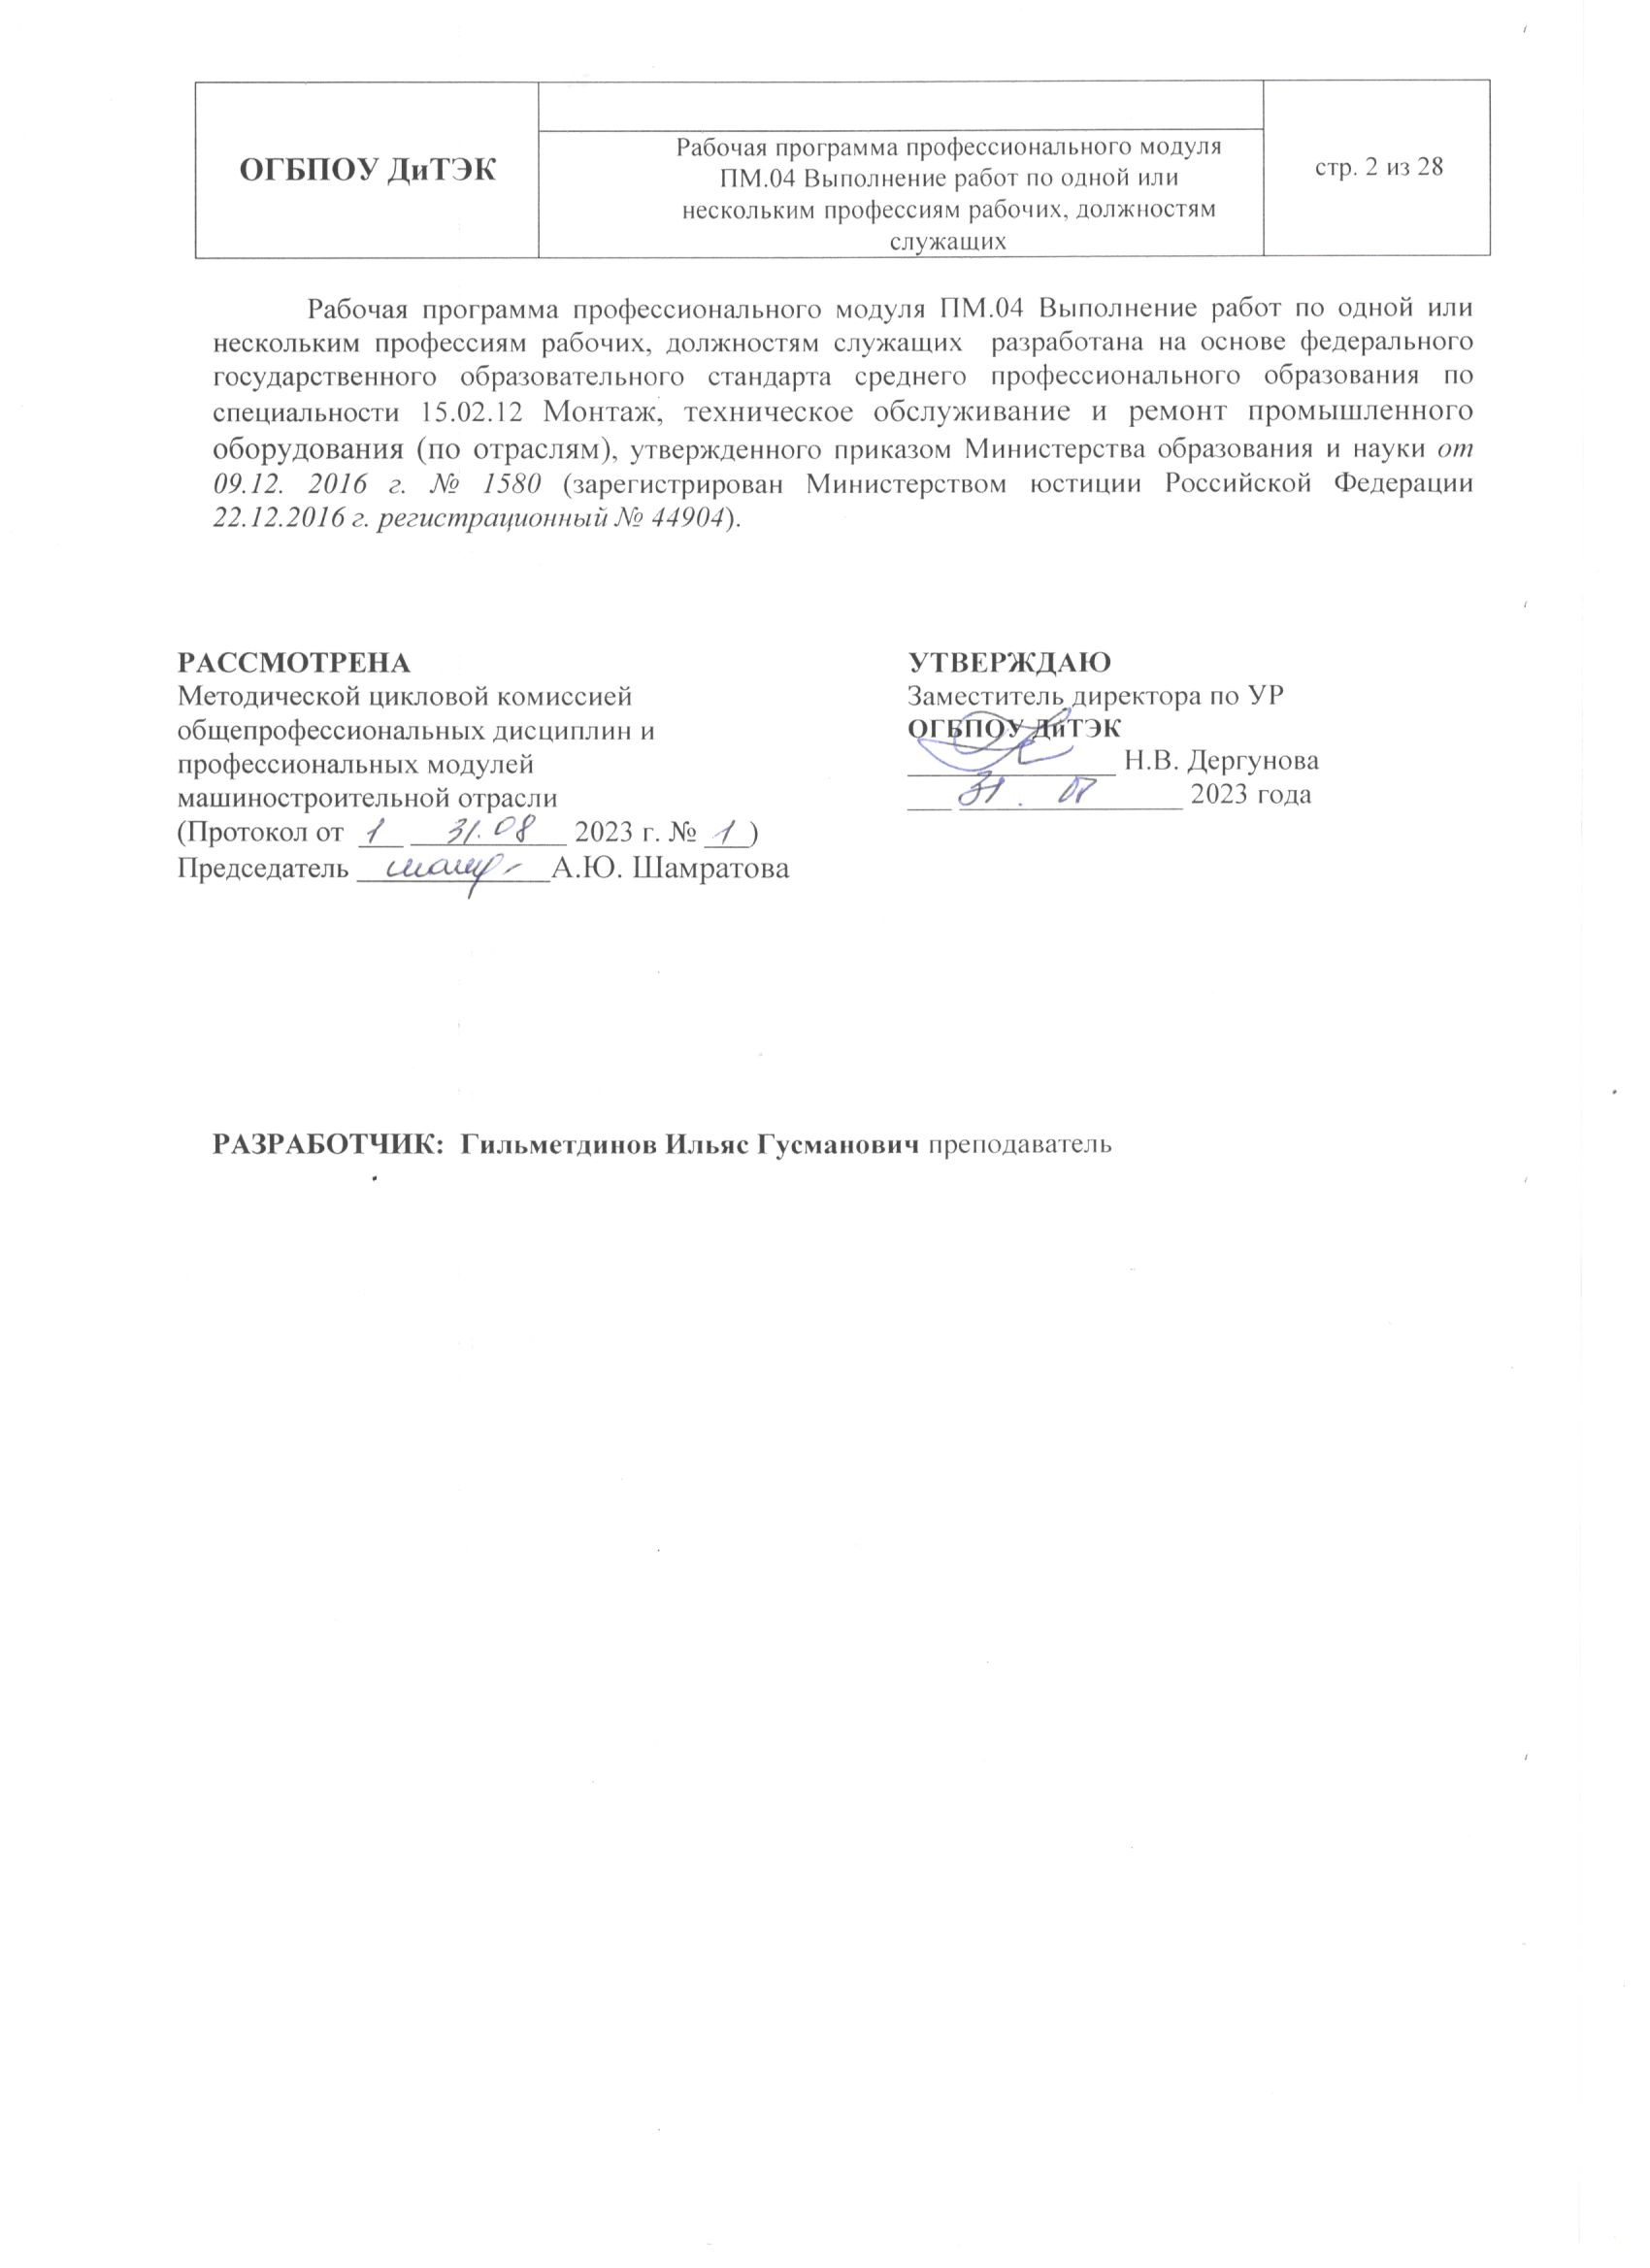 ОГБПОУ ДиТЭК
Рабочая программа профессионального модуля
ПМ.04 Выполнение работ по одной или
нескольким профессиям рабочих, должностям
служащих
стр. 2 из 28
Рабочая программа профессионального модуля ПМ.04 Выполнение работ по одной или
нескольким профессиям рабочих, должностям служащих разработана на основе федерального
государственного образовательного стандарта среднего профессионального образования по
специальности 15.02.12 Монтаж, техническое обслуживание и ремонт промышленного
оборудования (по отраслям), утвержденного приказом Министерства образования и науки от
09.12. 2016 г. № 1580 (зарегистрирован Министерством юстиции Российской Федерации
22.12.2016 г. регистрационный № 44904).
РАССМОТРЕНА
Методической цикловой комиссией
общепрофессиональных дисциплин и
профессиональных модулей
машиностроительной отрасли
(Протокол от 1 31.08 2023 г. № 1)
Председатель А.Ю. Шамратова
УТВЕРЖДАЮ
Заместитель директора по УР
ОГБПОУ ДиТЭК
Н.В. Дергунова
31. 08 2023 года
РАЗРАБОТЧИК: Гильметдинов Ильяс Гусманович преподаватель